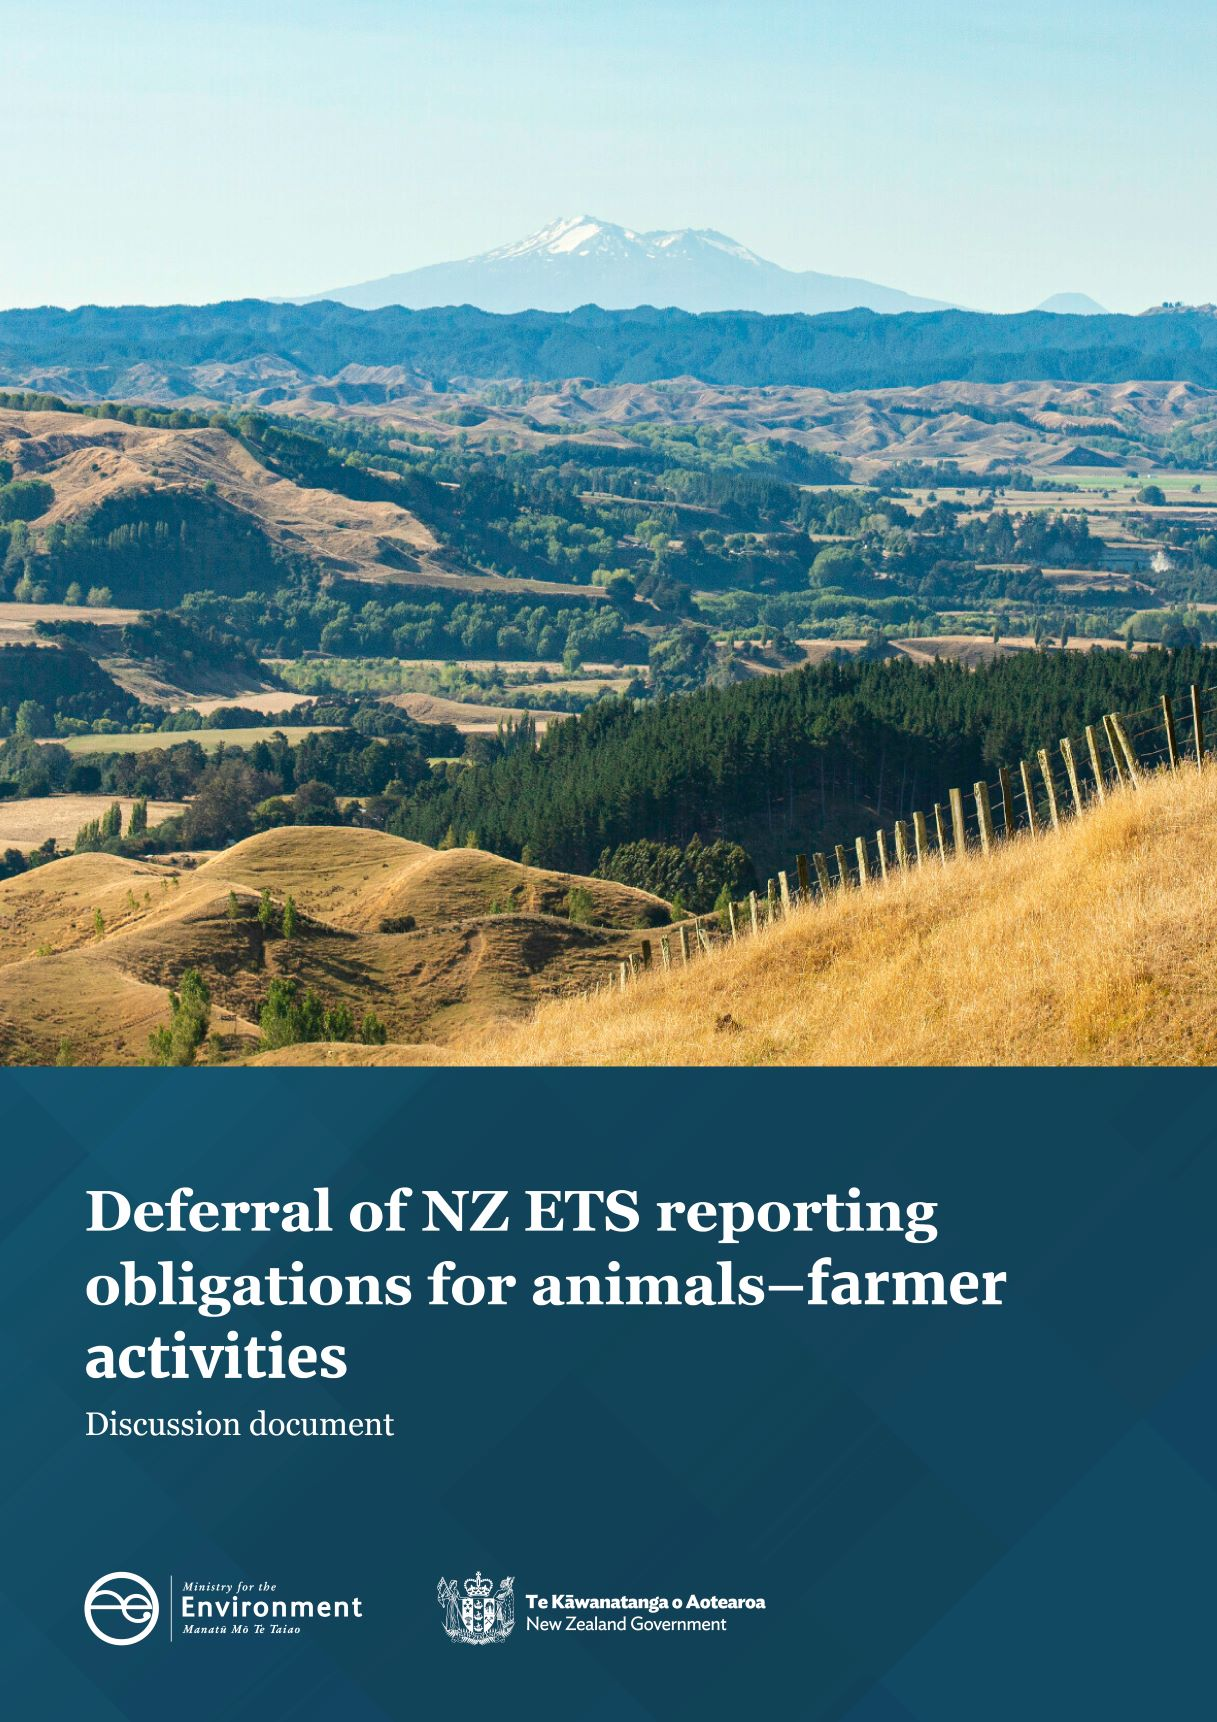 Deferral of NZ ETS reporting
obligations for animals–farmer
activities
Discussion document
Ministry for the
Environment
Manatū Mō Te Taiao
Te Kāwanatanga o Aotearoa
New Zealand Government